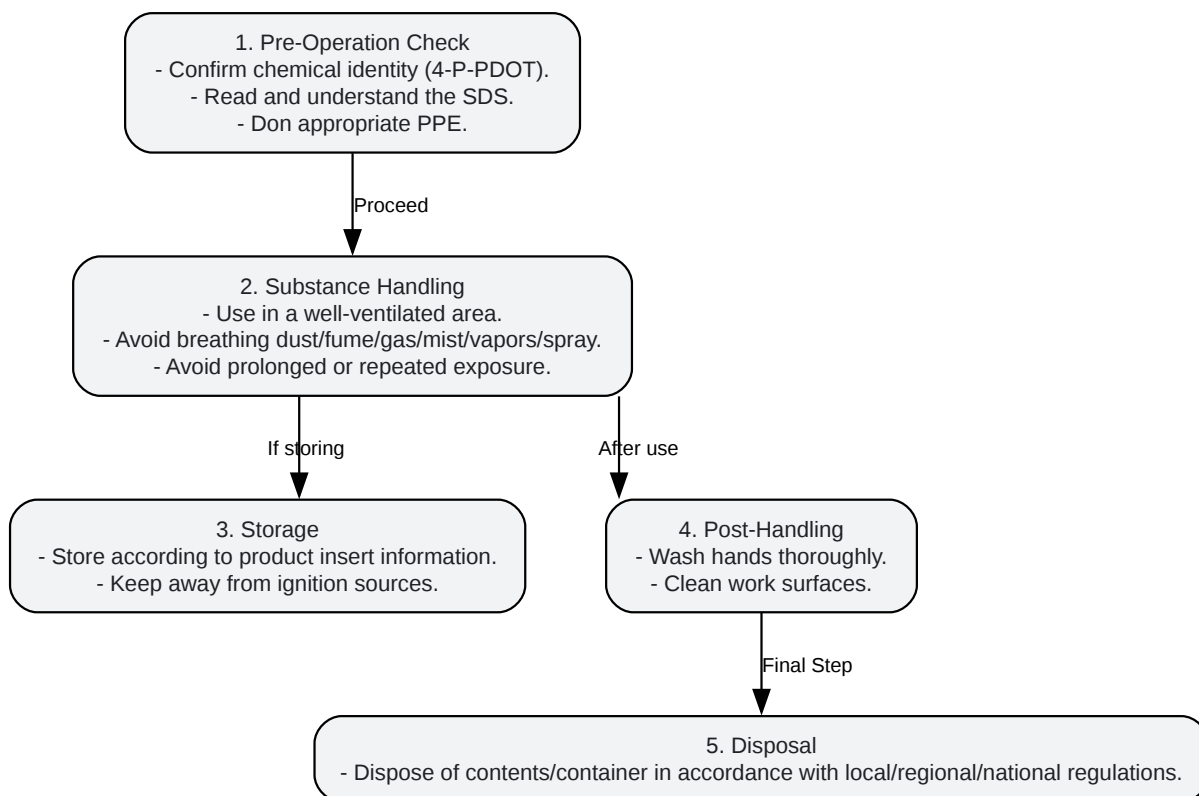 1. Pre-Operation Check
- Confirm chemical identity (4-P-PDOT).
- Read and understand the SDS.
- Don appropriate PPE.
Proceed
2. Substance Handling
- Use in a well-ventilated area.
- Avoid breathing dust/fume/gas/mist/vapors/spray.
- Avoid prolonged or repeated exposure.
If storing
After use
3. Storage
- Store according to product insert information.
- Keep away from ignition sources.
4. Post-Handling
- Wash hands thoroughly.
- Clean work surfaces.
Final Step
5. Disposal
- Dispose of contents/container in accordance with local/regional/national regulations.